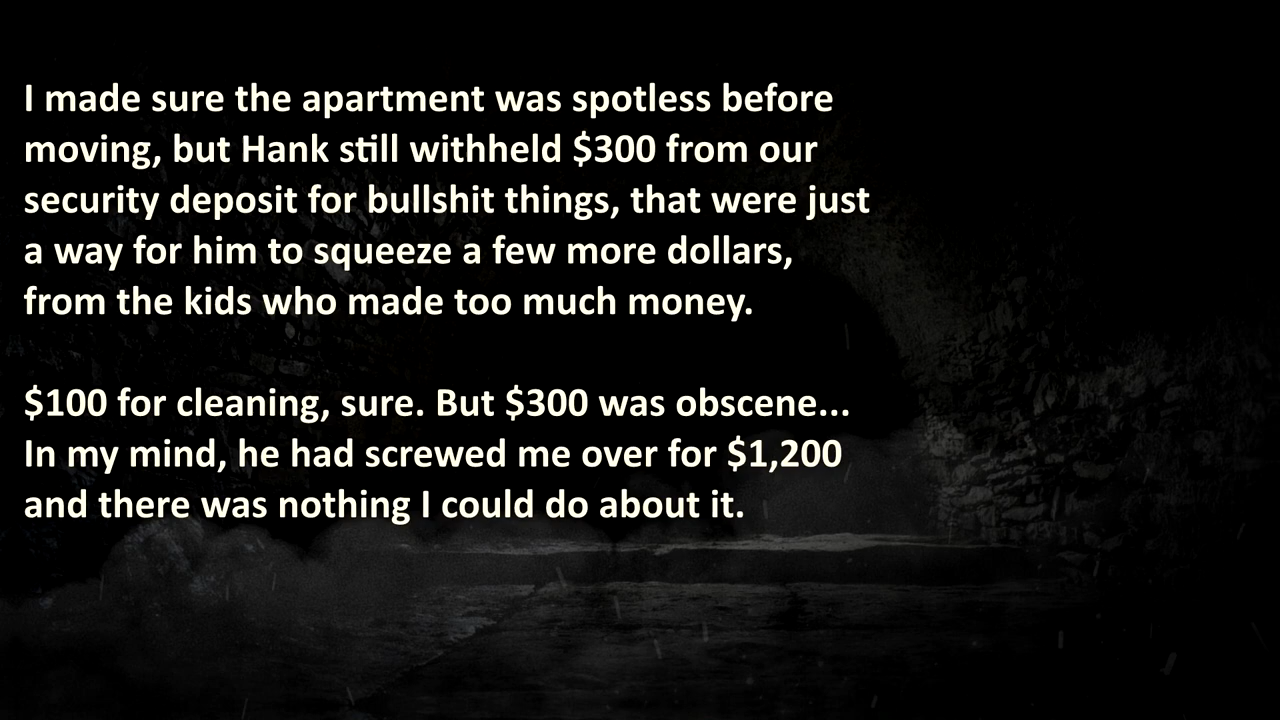 I made sure the apartment was spotless before
moving, but Hank still withheld $300 from our
security deposit for bullshit things, that were just
a way for him to squeeze a few more dollars,
from the kids who made too much money.
$100 for cleaning, sure. But $300 was obscene...
In my mind, he had screwed me over for $1,200
and there was nothing I could do about it.